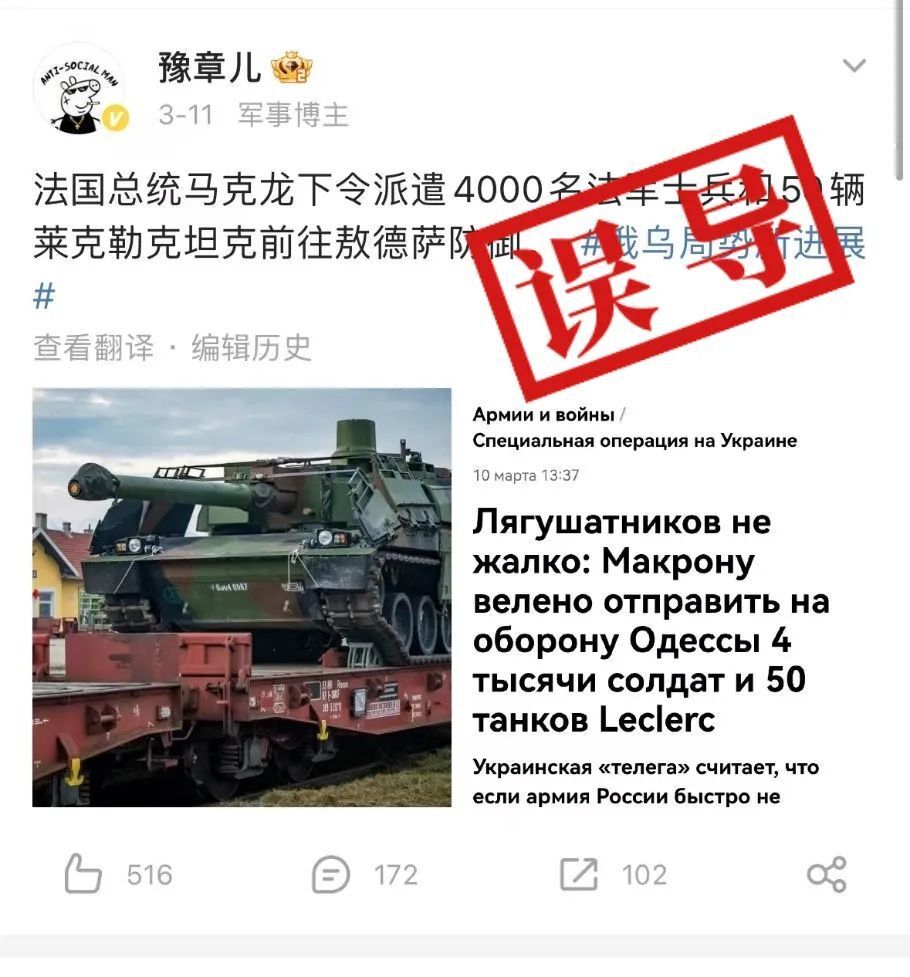 ANTI-SOCIAL MAN
豫章儿
3-11 军事博主
法国总统马克龙下令派遣4000名法军士兵和50辆
莱克勒克坦克前往敖德萨防御 #俄乌局势新进展
#
误导
查看翻译 · 编辑历史
Армии и войны /
Специальная операция на Украине
10 марта 13:37
Лягушатников не
жалко: Макрону
велено отправить на
оборону Одессы 4
тысячи солдат и 50
танков Leclerc
Украинская «телега» считает, что
если армия России быстро не
516 172 102